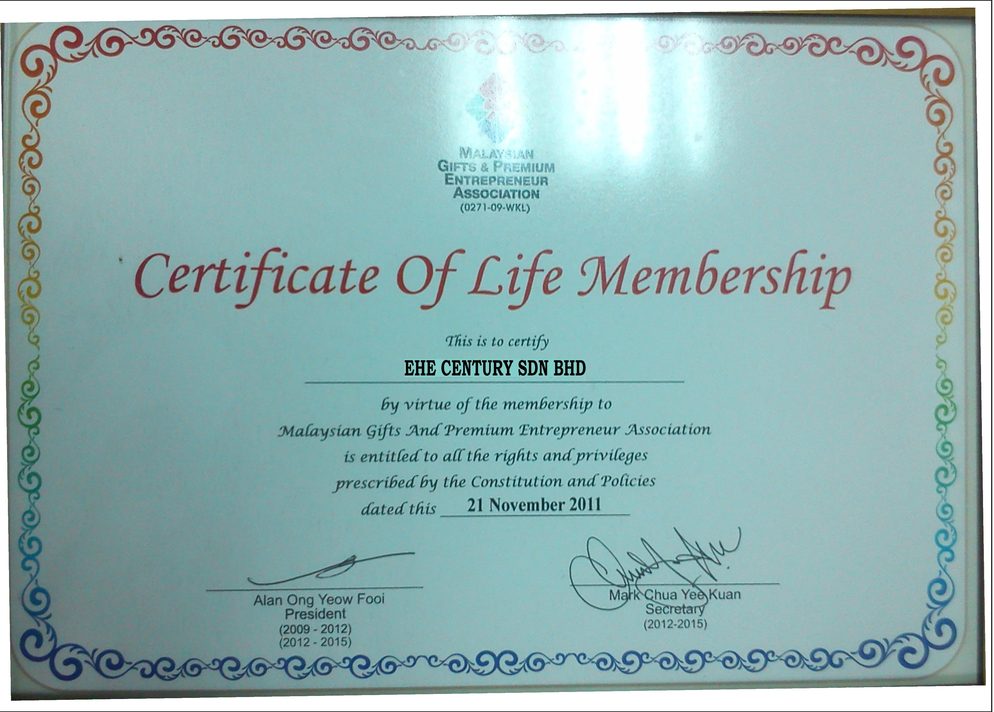 MALAYSIAN
GIFTS & PREMIUM
ENTREPRENEUR
ASSOCIATION
(0271-09-WKL)
Certificate Of Life Membership
This is to certify
EHE CENTURY SDN BHD
by virtue of the membership to
Malaysian Gifts And Premium Entrepreneur Association
is entitled to all the rights and privileges
prescribed by the Constitution and Policies
dated this 21 November 2011
Alan Ong Yeow Fooi
President
(2009 - 2012)
(2012 - 2015)
Mark Chua Yee Kuan
Secretary
(2012-2015)